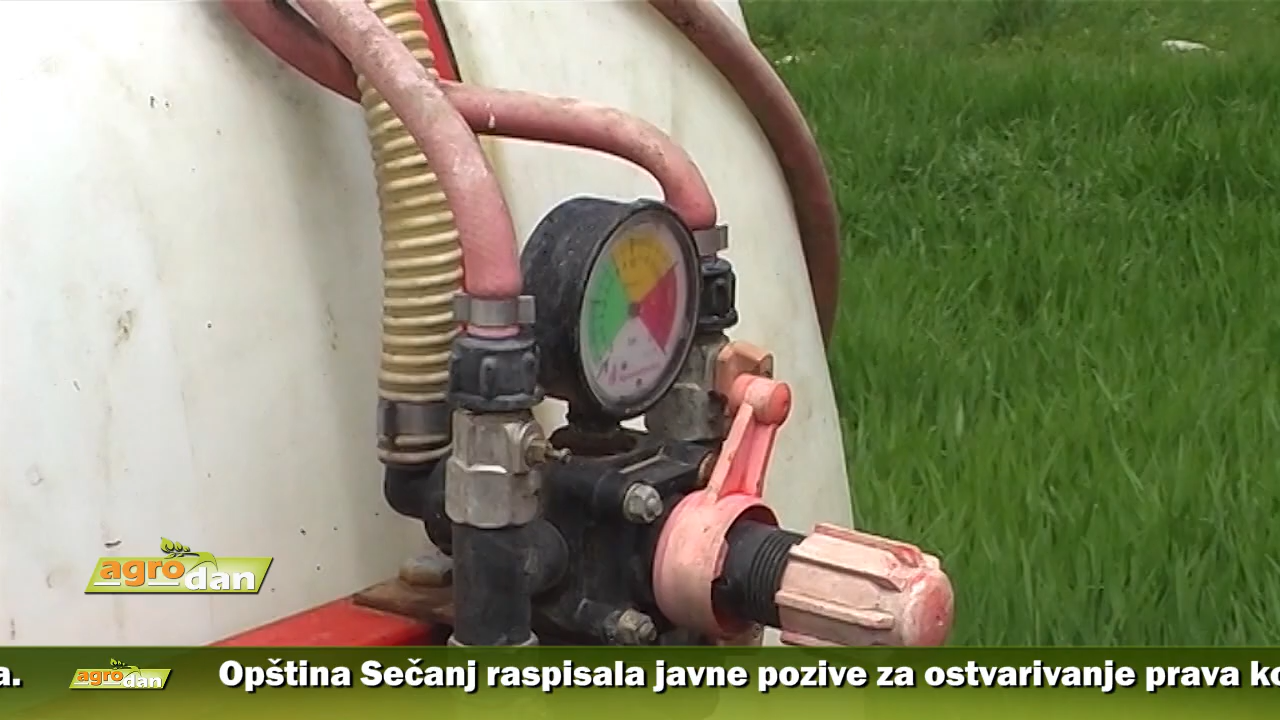 agro dan
a.
agro dan
Opština Sečanj raspisala javne pozive za ostvarivanje prava ko